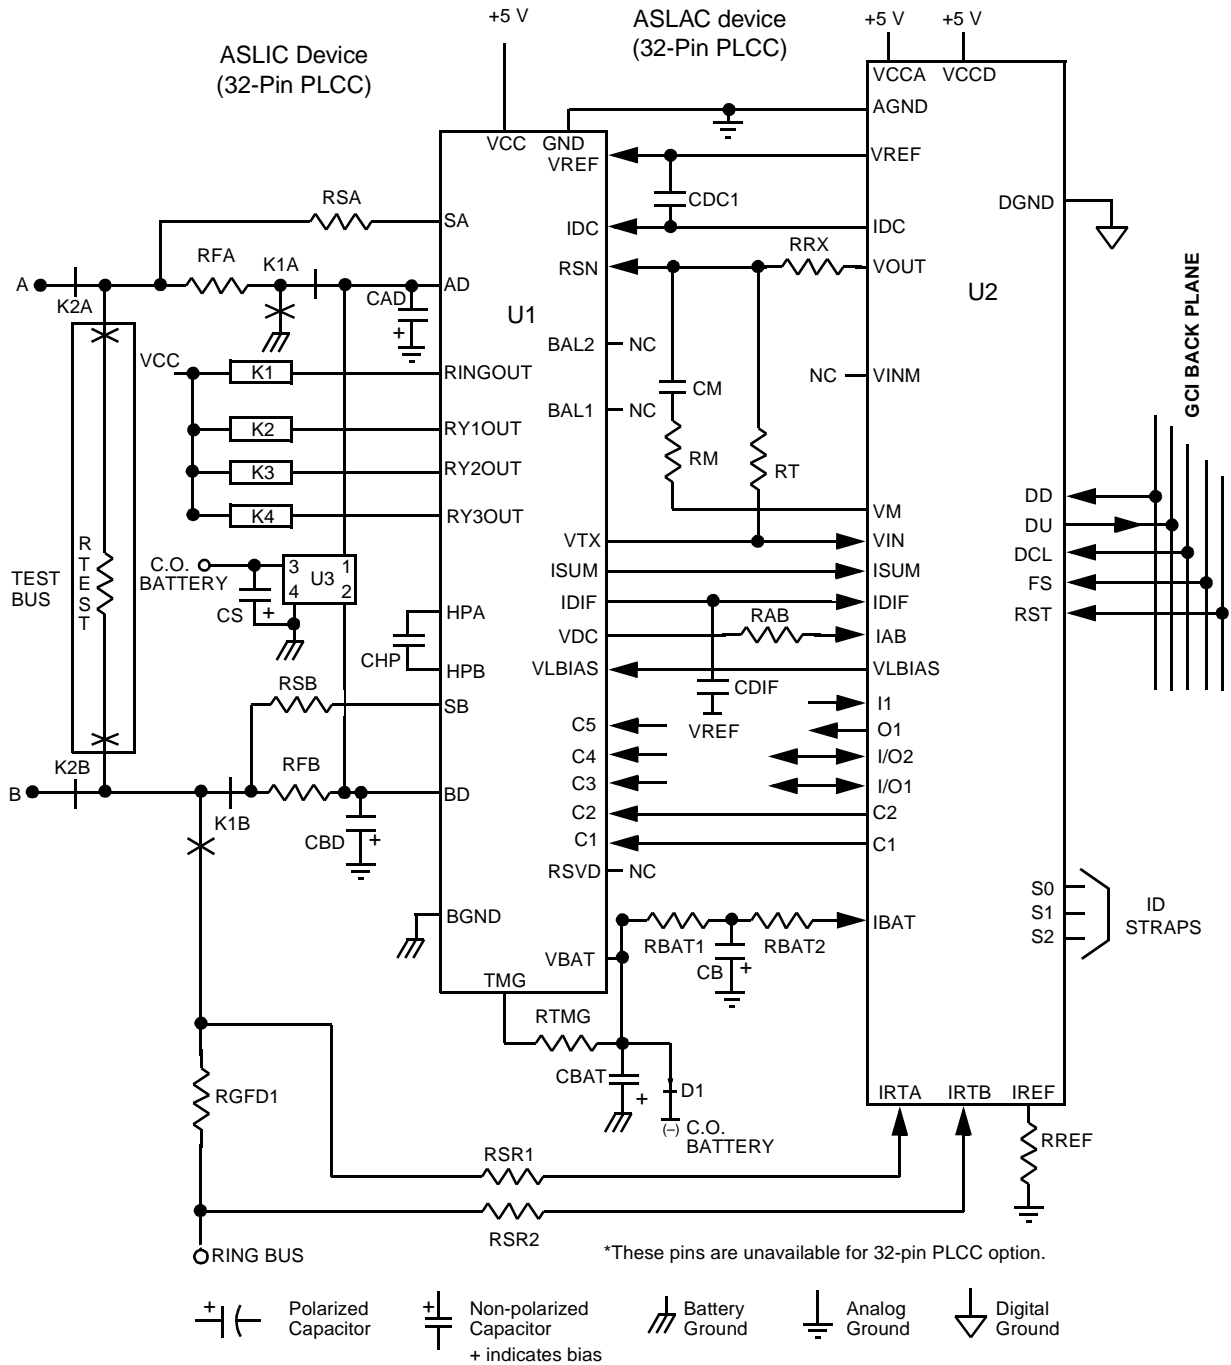 +5 V
ASLIC Device
(32-Pin PLCC)
ASLAC device
(32-Pin PLCC)
+5 V
+5 V
VCC
GND
VREF
SA
AD
RINGOUT
RY1OUT
RY2OUT
RY3OUT
HPA
HPB
SB
BD
BGND
TMG
U1
IDC
RSN
BAL2
NC
BAL1
NC
VTX
ISUM
IDIF
VDC
VLBIAS
C5
C4
C3
C2
C1
RSVD
NC
VBAT
VCCA
VCCD
AGND
VREF
IDC
VOUT
U2
NC
VINM
VM
VIN
ISUM
IDIF
IAB
VLBIAS
I1
O1
I/O2
I/O1
C2
C1
IBAT
IRTA
IRTB
IREF
DGND
DD
DU
DCL
FS
RST
S0
S1
S2
ID
STRAPS
GCI BACK PLANE
RSA
A
K2A
RFA
K1A
CAD
+
VCC
K1
K2
K3
K4
TEST
BUS
RTEST
C.O.
BATTERY
3
1
U3
4
2
CS
+
CHP
RSB
B
K2B
K1B
RFB
CBD
+
CDC1
RRX
CM
RM
RT
RAB
CDIF
VREF
RBAT1
RBAT2
CB
+
RTMG
CBAT
+
D1
(–)
C.O.
BATTERY
RGFD1
RSR1
RSR2
RREF
RING BUS
*These pins are unavailable for 32-pin PLCC option.
+
Polarized
Capacitor
+
Non-polarized
Capacitor
+ indicates bias
Battery
Ground
Analog
Ground
Digital
Ground